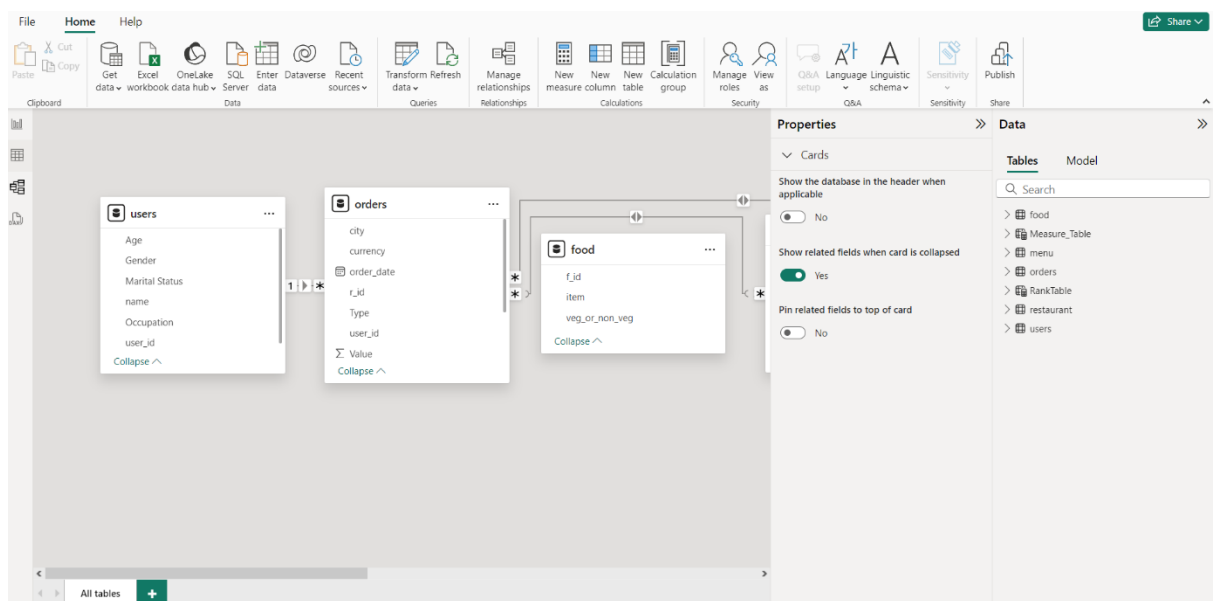 File Home Help Share
Cut
Copy
Paste
Get data Excel workbook OneLake data hub SQL Server Enter data Dataverse Recent sources Transform data Refresh Manage relationships New measure New column New table Calculation group Manage roles View as Q&A setup Language Linguistic schema Sensitivity Publish
Clipboard Data Queries Relationships Calculations Security Q&A Sensitivity Share
users
Age
Gender
Marital Status
name
Occupation
user_id
Collapse
1
*
orders
city
currency
order_date
r_id
Type
user_id
Σ Value
Collapse
*
*
food
f_id
item
veg_or_non_veg
Collapse
*
Properties
Cards
Show the database in the header when
applicable
No
Show related fields when card is collapsed
Yes
Pin related fields to top of card
No
Data
Tables Model
Search
food
Measure_Table
menu
orders
RankTable
restaurant
users
All tables +